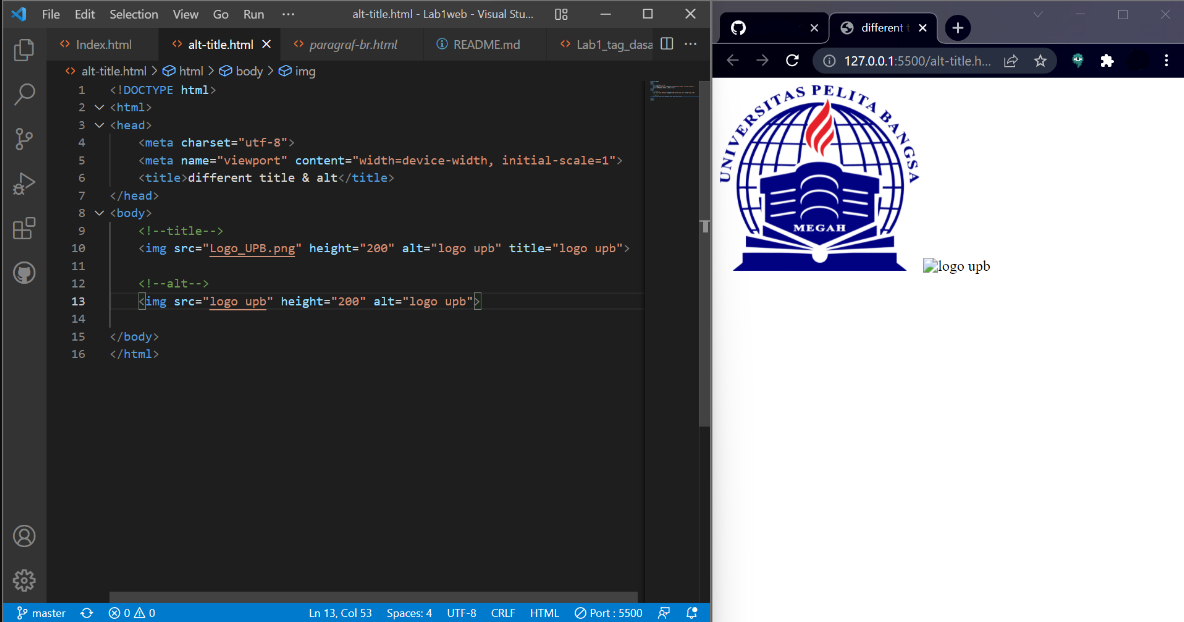 File Edit Selection View Go Run ··· alt-title.html - Lab1web - Visual Stu...
Index.html alt-title.html paragraf-br.html README.md Lab1_tag_dasa
alt-title.html > html > body > img
1 <!DOCTYPE html>
2 <html>
3 <head>
4 <meta charset="utf-8">
5 <meta name="viewport" content="width=device-width, initial-scale=1">
6 <title>different title & alt</title>
7 </head>
8 <body>
9 <!--title-->
10 <img src="Logo_UPB.png" height="200" alt="logo upb" title="logo upb">
11
12 <!--alt-->
13 <img src="logo upb" height="200" alt="logo upb">
14
15 </body>
16 </html>
master 0 0 Ln 13, Col 53 Spaces: 4 UTF-8 CRLF HTML Port : 5500
different
127.0.0.1:5500/alt-title.h...
UNIVERSITAS PELITA BANGSA
MEGAH
logo upb